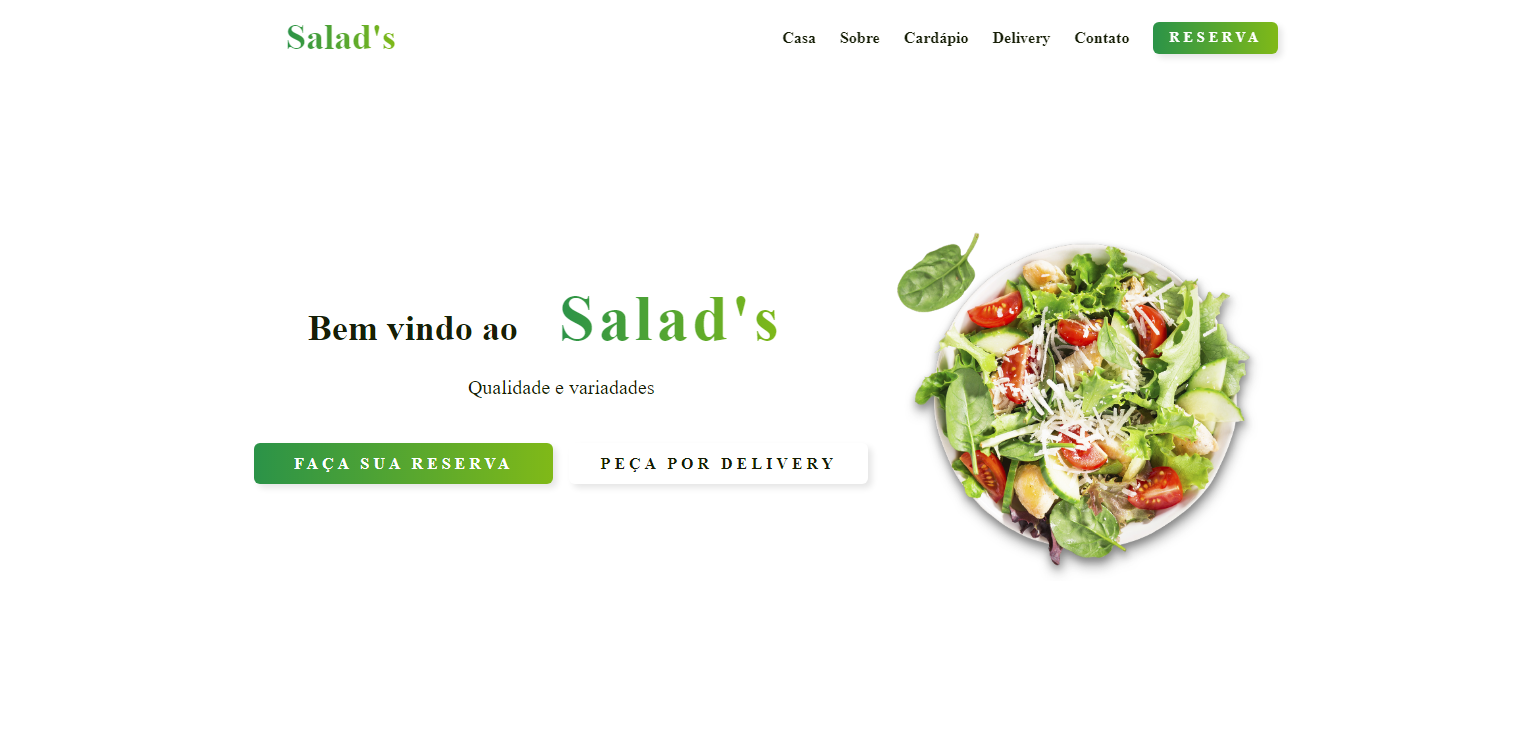 Salad's
Casa Sobre Cardápio Delivery Contato RESERVA
Bem vindo ao Salad's
Qualidade e variadades
FAÇA SUA RESERVA PEÇA POR DELIVERY